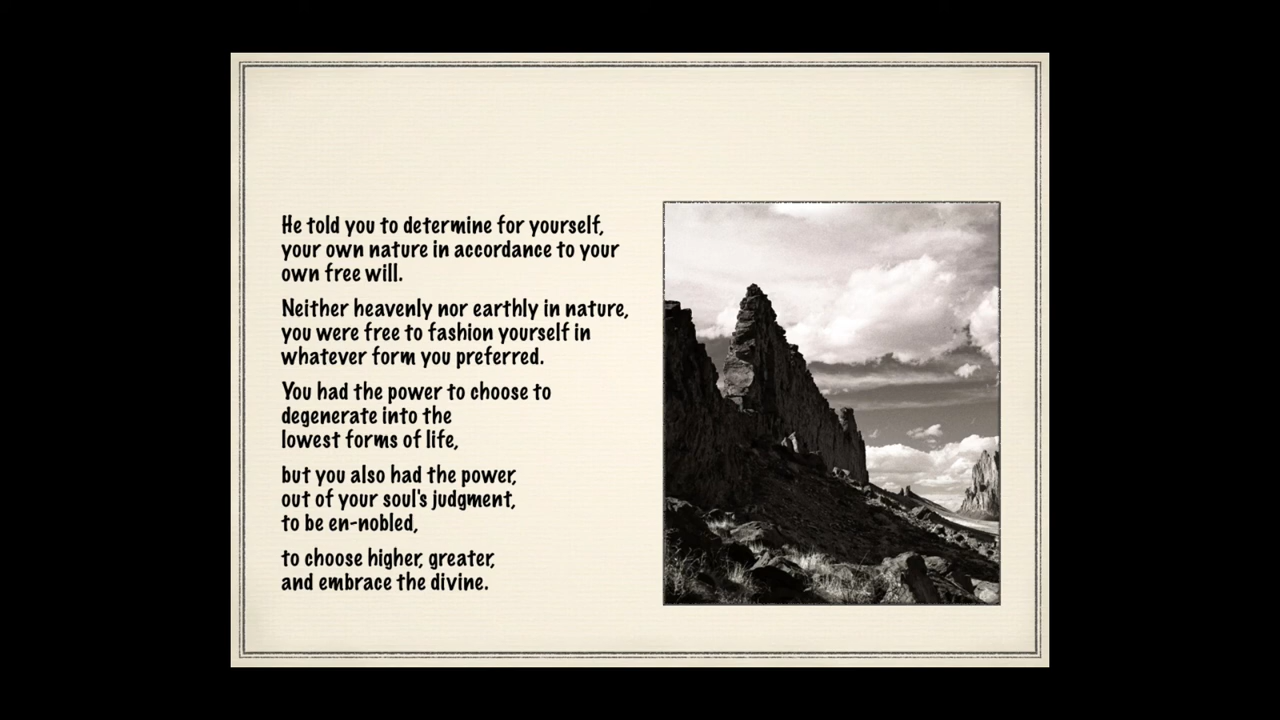 He told you to determine for yourself,
your own nature in accordance to your
own free will.
Neither heavenly nor earthly in nature,
you were free to fashion yourself in
whatever form you preferred.
You had the power to choose to
degenerate into the
lowest forms of life,
but you also had the power,
out of your soul's judgment,
to be en-nobled,
to choose higher, greater,
and embrace the divine.